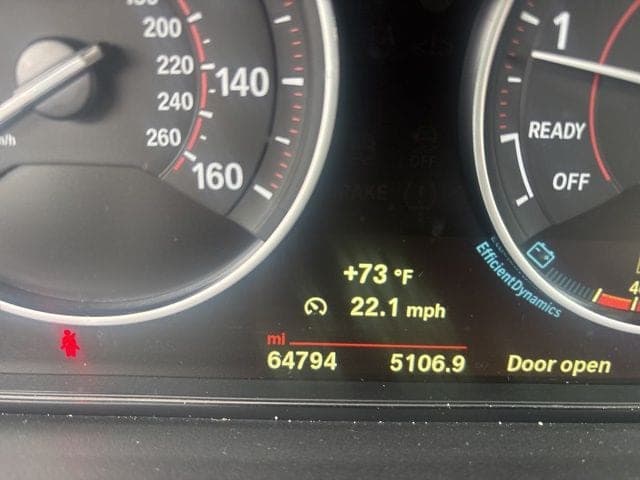 200
220
240
260
140
160
1
READY
OFF
OFF
+73 °F
22.1 mph
EfficientDynamics
mi
64794 5106.9 Door open